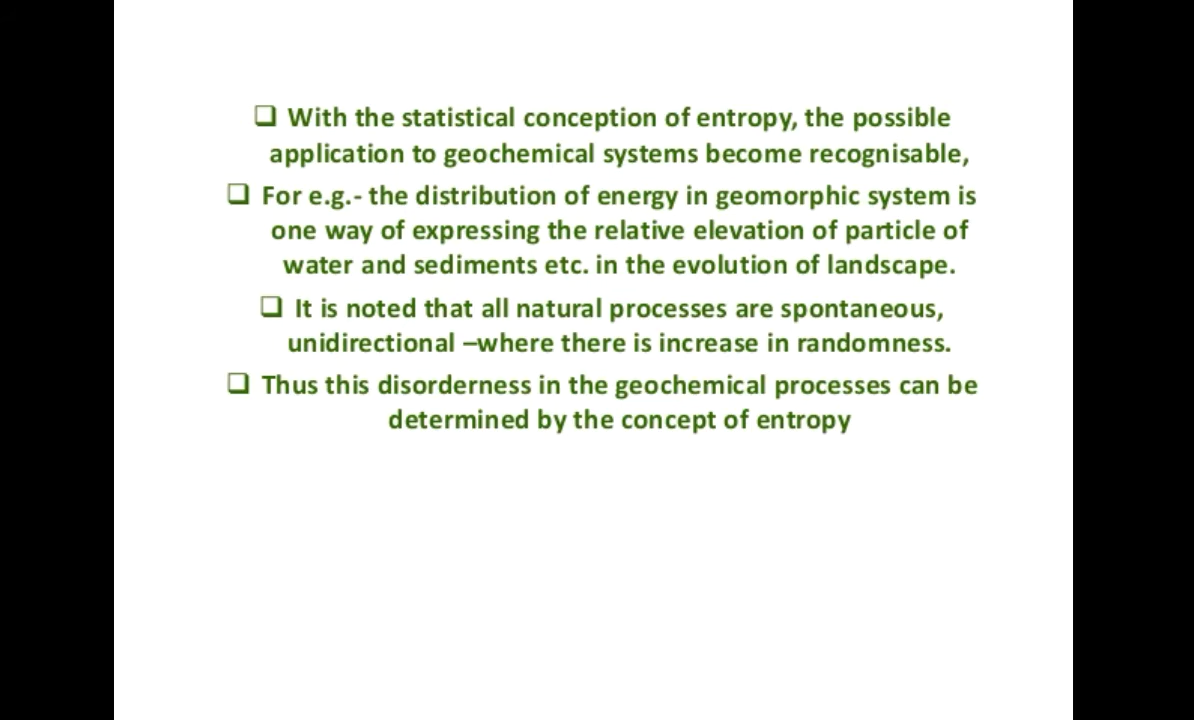 ❑ With the statistical conception of entropy, the possible
application to geochemical systems become recognisable,
❑ For e.g.- the distribution of energy in geomorphic system is
one way of expressing the relative elevation of particle of
water and sediments etc. in the evolution of landscape.
❑ It is noted that all natural processes are spontaneous,
unidirectional –where there is increase in randomness.
❑ Thus this disorderness in the geochemical processes can be
determined by the concept of entropy